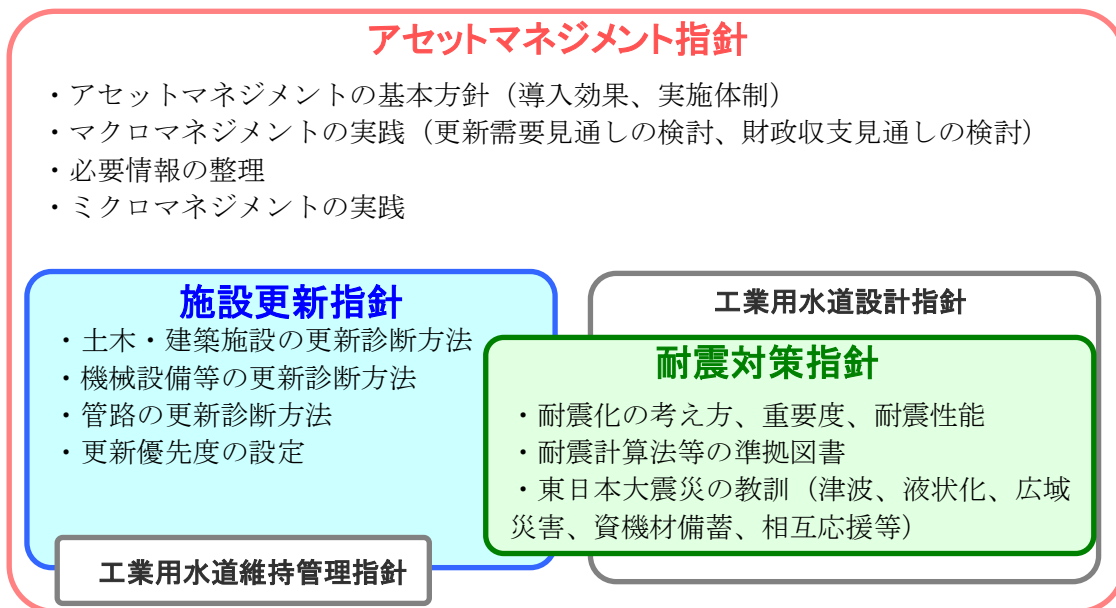 アセットマネジメント指針
・アセットマネジメントの基本方針（導入効果、実施体制）
・マクロマネジメントの実践（更新需要見通しの検討、財政収支見通しの検討）
・必要情報の整理
・ミクロマネジメントの実践
施設更新指針
・土木・建築施設の更新診断方法
・機械設備等の更新診断方法
・管路の更新診断方法
・更新優先度の設定
工業用水道維持管理指針
工業用水道設計指針
耐震対策指針
・耐震化の考え方、重要度、耐震性能
・耐震計算法等の準拠図書
・東日本大震災の教訓（津波、液状化、広域
災害、資機材備蓄、相互応援等）